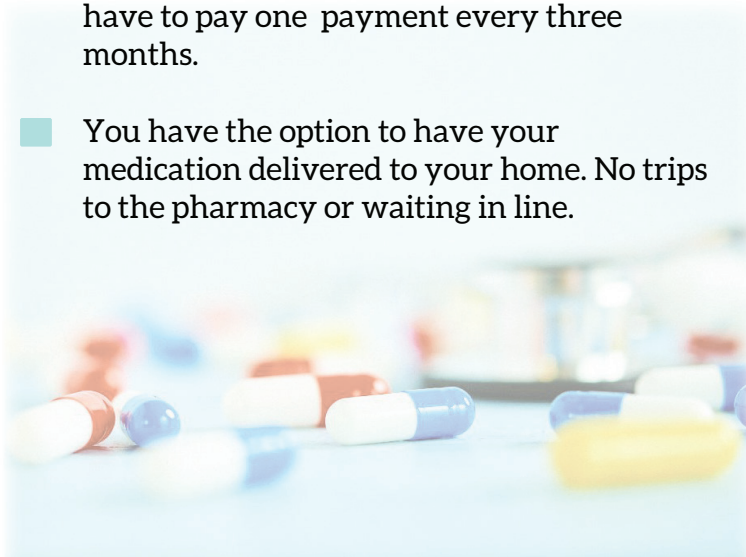 have to pay one  payment every three
months.
You have the option to have your
medication delivered to your home. No trips
to the pharmacy or waiting in line.